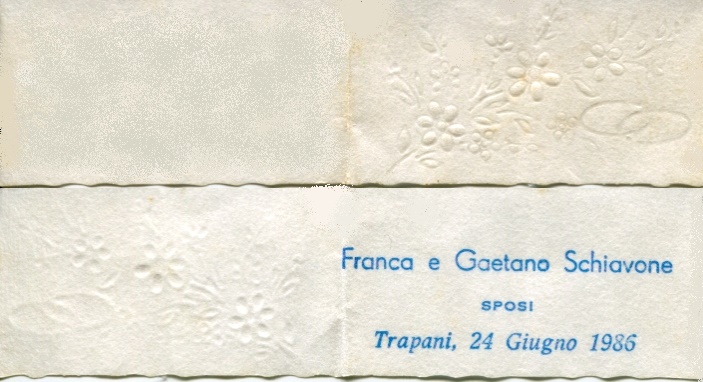 Franca e Gaetano Schiavone
SPOSI
Trapani, 24 Giugno 1986